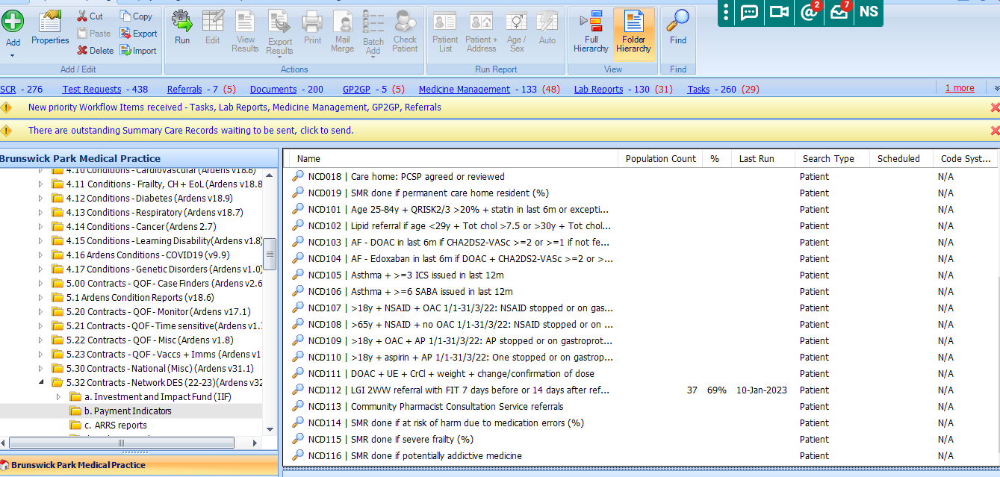 2
7
NS
Add
Properties
Cut
Paste
Delete
Copy
Export
Import
Run
Edit
View Results
Export Results
Print
Mail Merge
Batch Add
Check Patient
Patient List
Patient + Address
Age / Sex
Auto
Full Hierarchy
Folder Hierarchy
Find
Add / Edit
Actions
Run Report
View
Find
SCR - 276 Test Requests - 438 Referrals - 7 (5) Documents - 200 GP2GP - 5 (5) Medicine Management - 133 (48) Lab Reports - 130 (31) Tasks - 260 (29) 1 more
New priority Workflow Items received - Tasks, Lab Reports, Medicine Management, GP2GP, Referrals
There are outstanding Summary Care Records waiting to be sent, click to send.
Brunswick Park Medical Practice
4.10 Conditions - Cardiovascular (Ardens v18.8)
4.11 Conditions - Frailty, CH + EoL (Ardens v18.8
4.12 Conditions - Diabetes (Ardens v18.9)
4.13 Conditions - Respiratory (Ardens v18.7)
4.14 Conditions - Cancer (Ardens 2.7)
4.15 Conditions - Learning Disability(Ardens v1.8)
4.16 Ardens Conditions - COVID19 (v9.9)
4.17 Conditions - Genetic Disorders (Ardens v1.0)
5.00 Contracts - QOF - Case Finders (Ardens v2.6
5.1 Ardens Condition Reports (v18.6)
5.20 Contracts - QOF - Monitor (Ardens v17.1)
5.21 Contracts - QOF - Time sensitive(Ardens v1.
5.22 Contracts - QOF - Misc (Ardens v1.8)
5.23 Contracts - QOF - Vaccs + Imms (Ardens v1
5.30 Contracts - National (Misc) (Ardens v31.1)
5.32 Contracts - Network DES (22-23)(Ardens v32
a. Investment and Impact Fund (IIF)
b. Payment Indicators
c. ARRS reports
Brunswick Park Medical Practice
Name Population Count % Last Run Search Type Scheduled Code Syst...
NCD018 | Care home: PCSP agreed or reviewed Patient N/A
NCD019 | SMR done if permanent care home resident (%) Patient N/A
NCD101 | Age 25-84y + QRISK2/3 >20% + statin in last 6m or excepti... Patient N/A
NCD102 | Lipid referral if age <29y + Tot chol >7.5 or >30y + Tot chol... Patient N/A
NCD103 | AF - DOAC in last 6m if CHA2DS2-VASc >=2 or >=1 if not fe... Patient N/A
NCD104 | AF - Edoxaban in last 6m if DOAC + CHA2DS2-VASc >=2 or >... Patient N/A
NCD105 | Asthma + >=3 ICS issued in last 12m Patient N/A
NCD106 | Asthma + >=6 SABA issued in last 12m Patient N/A
NCD107 | >18y + NSAID + OAC 1/1-31/3/22: NSAID stopped or on gas... Patient N/A
NCD108 | >65y + NSAID + no OAC 1/1-31/3/22: NSAID stopped or on ... Patient N/A
NCD109 | >18y + OAC + AP 1/1-31/3/22: AP stopped or on gastroprot... Patient N/A
NCD110 | >18y + aspirin + AP 1/1-31/3/22: One stopped or on gastrop... Patient N/A
NCD111 | DOAC + UE + CrCl + weight + change/confirmation of dose Patient N/A
NCD112 | LGI 2WW referral with FIT 7 days before or 14 days after ref... 37 69% 10-Jan-2023 Patient N/A
NCD113 | Community Pharmacist Consultation Service referrals Patient N/A
NCD114 | SMR done if at risk of harm due to medication errors (%) Patient N/A
NCD115 | SMR done if severe frailty (%) Patient N/A
NCD116 | SMR done if potentially addictive medicine Patient N/A